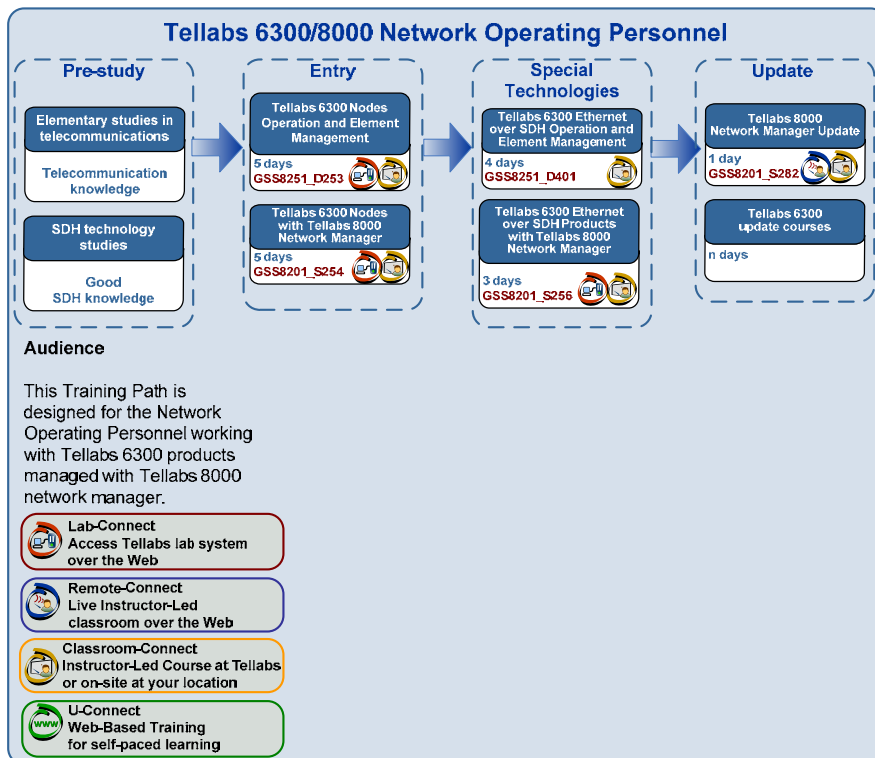 Tellabs 6300/8000 Network Operating Personnel
Pre-study
Elementary studies in
telecommunications
Telecommunication
knowledge
SDH technology
studies
Good
SDH knowledge
Entry
Tellabs 6300 Nodes
Operation and Element
Management
5 days
GSS8251_D253
Tellabs 6300 Nodes
with Tellabs 8000
Network Manager
5 days
GSS8201_S254
Special
Technologies
Tellabs 6300 Ethernet
over SDH Operation and
Element Management
4 days
GSS8251_D401
Tellabs 6300 Ethernet
over SDH Products
with Tellabs 8000
Network Manager
3 days
GSS8201_S256
Update
Tellabs 8000
Network Manager Update
1 day
GSS8201_S282
Tellabs 6300
update courses
n days
Audience
This Training Path is
designed for the Network
Operating Personnel working
with Tellabs 6300 products
managed with Tellabs 8000
network manager.
Lab-Connect
Access Tellabs lab system
over the Web
Remote-Connect
Live Instructor-Led
classroom over the Web
Classroom-Connect
Instructor-Led Course at Tellabs
or on-site at your location
www
U-Connect
Web-Based Training
for self-paced learning